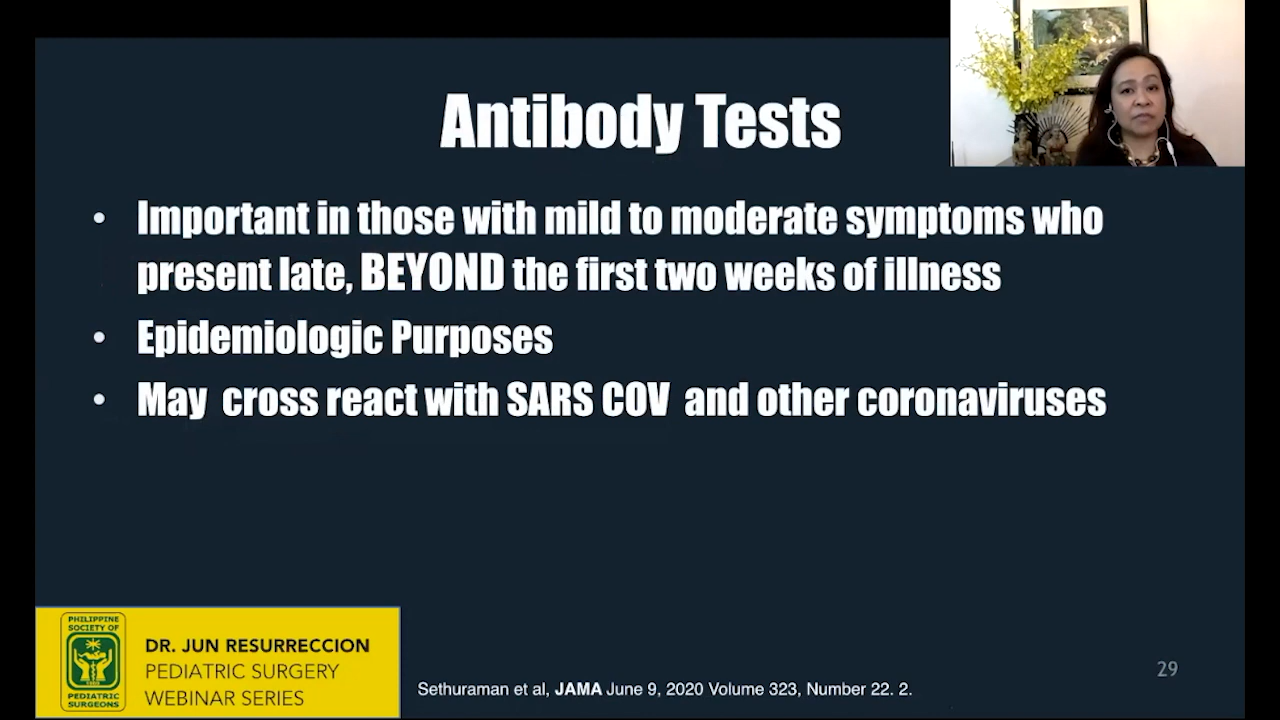 Antibody Tests
• Important in those with mild to moderate symptoms who
present late, BEYOND the first two weeks of illness
• Epidemiologic Purposes
• May cross react with SARS COV and other coronaviruses
PHILIPPINE
SOCIETY OF
PEDIATRIC
SURGEONS
DR. JUN RESURRECCION
PEDIATRIC SURGERY
WEBINAR SERIES
Sethuraman et al, JAMA June 9, 2020 Volume 323, Number 22. 2.
29